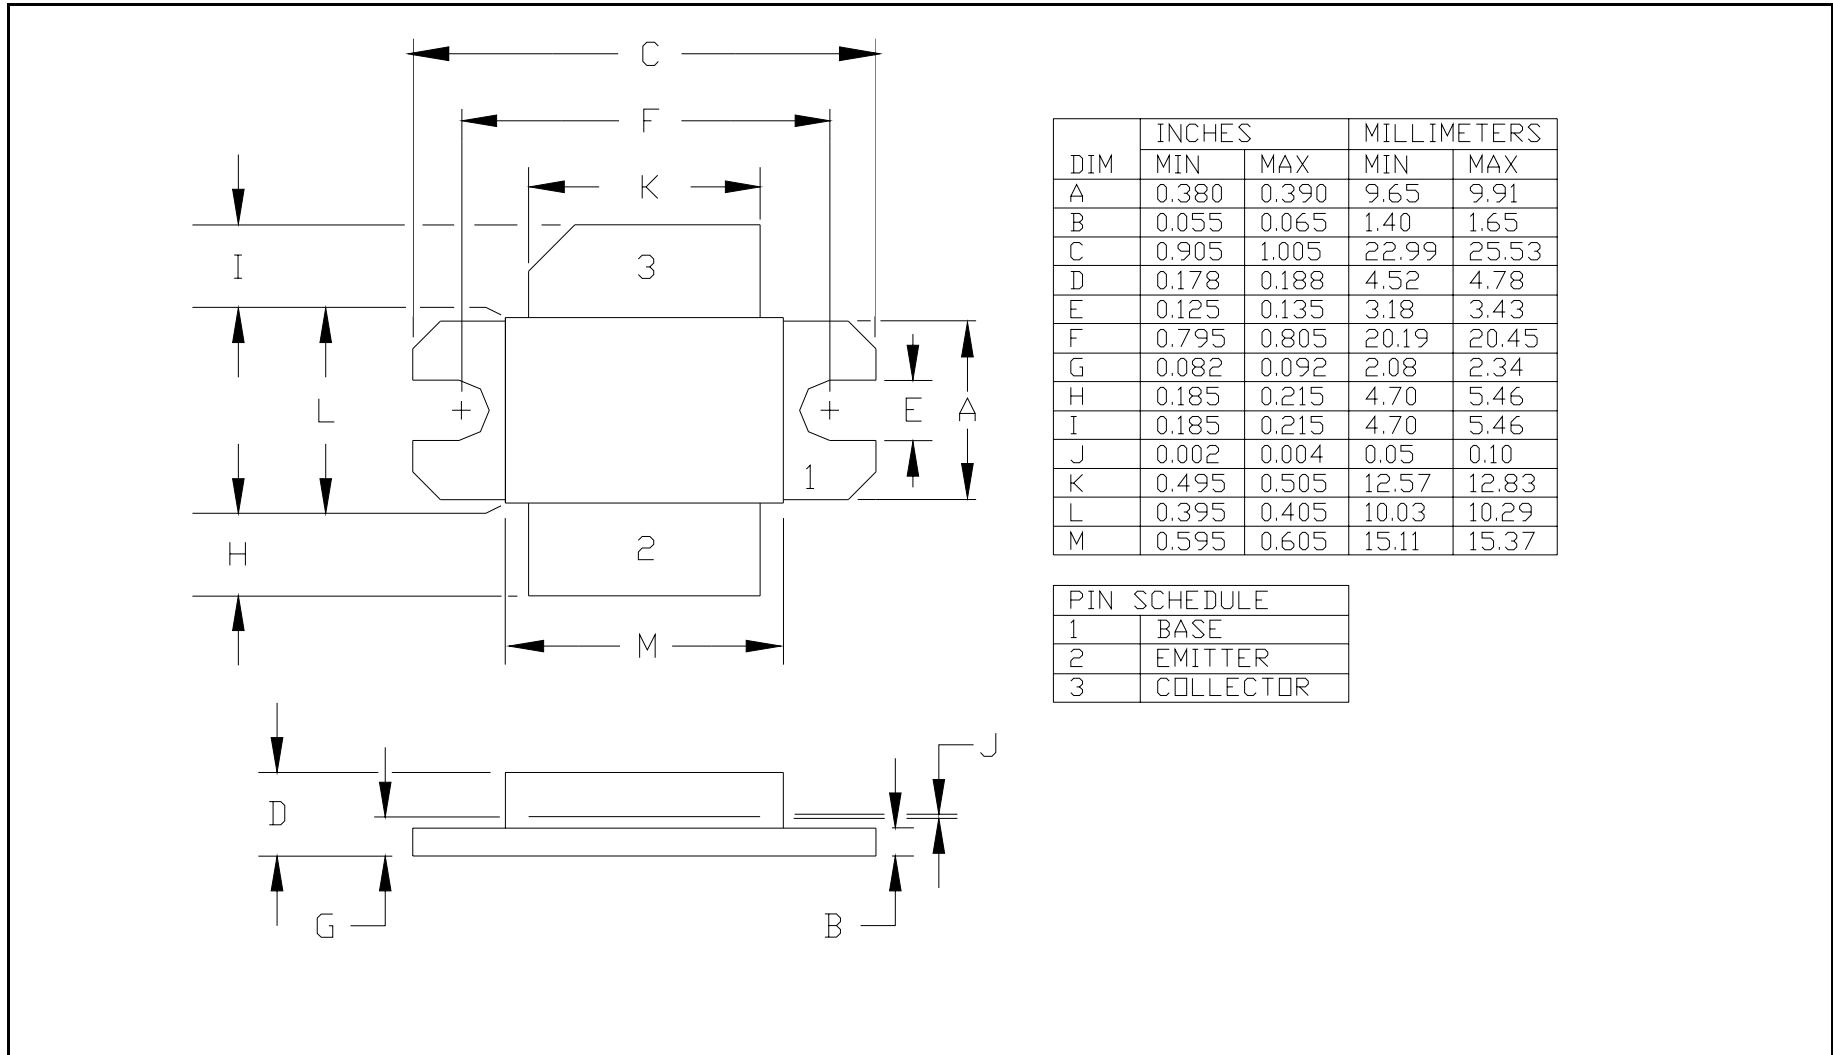 C
F
K
I
3
L
E
A
1
H
2
M
D
J
G
B
INCHES MILLIMETERS
DIM MIN MAX MIN MAX
A 0.380 0.390 9.65 9.91
B 0.055 0.065 1.40 1.65
C 0.905 1.005 22.99 25.53
D 0.178 0.188 4.52 4.78
E 0.125 0.135 3.18 3.43
F 0.795 0.805 20.19 20.45
G 0.082 0.092 2.08 2.34
H 0.185 0.215 4.70 5.46
I 0.185 0.215 4.70 5.46
J 0.002 0.004 0.05 0.10
K 0.495 0.505 12.57 12.83
L 0.395 0.405 10.03 10.29
M 0.595 0.605 15.11 15.37
PIN SCHEDULE
1 BASE
2 EMITTER
3 COLLECTOR